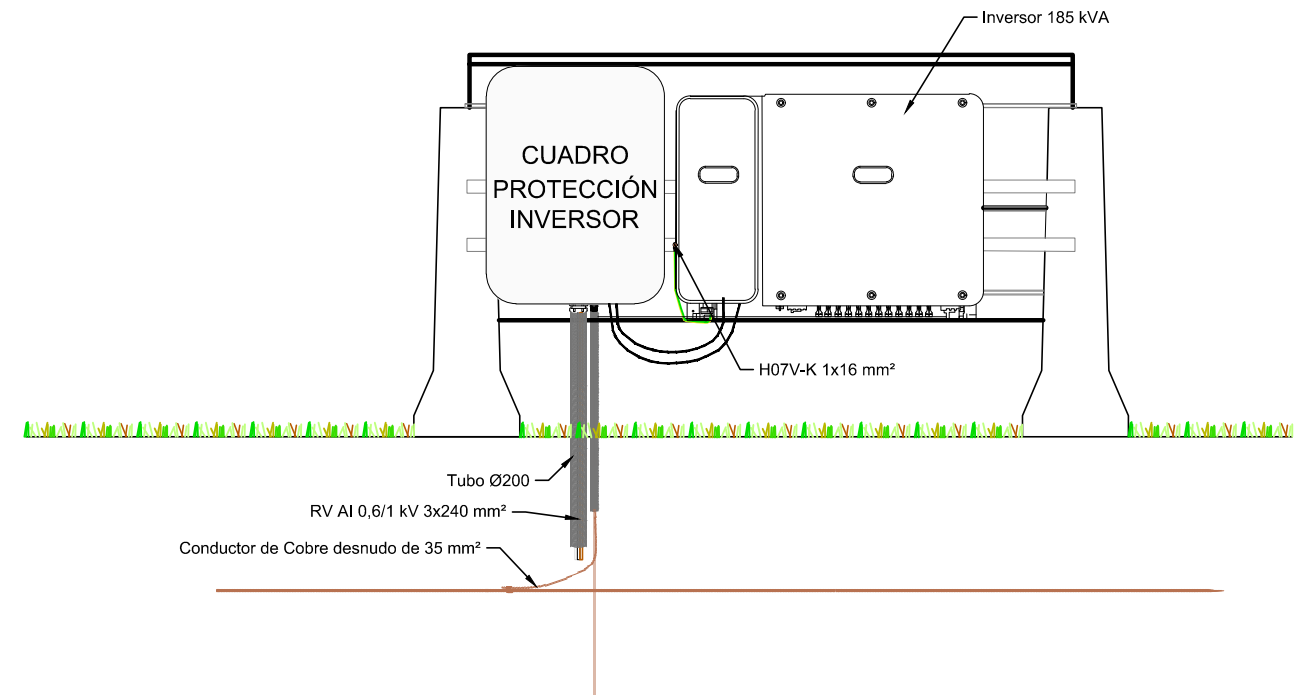 Inversor 185 kVA
CUADRO
PROTECCIÓN
INVERSOR
H07V-K 1x16 mm²
Tubo Ø200
RV Al 0,6/1 kV 3x240 mm²
Conductor de Cobre desnudo de 35 mm²